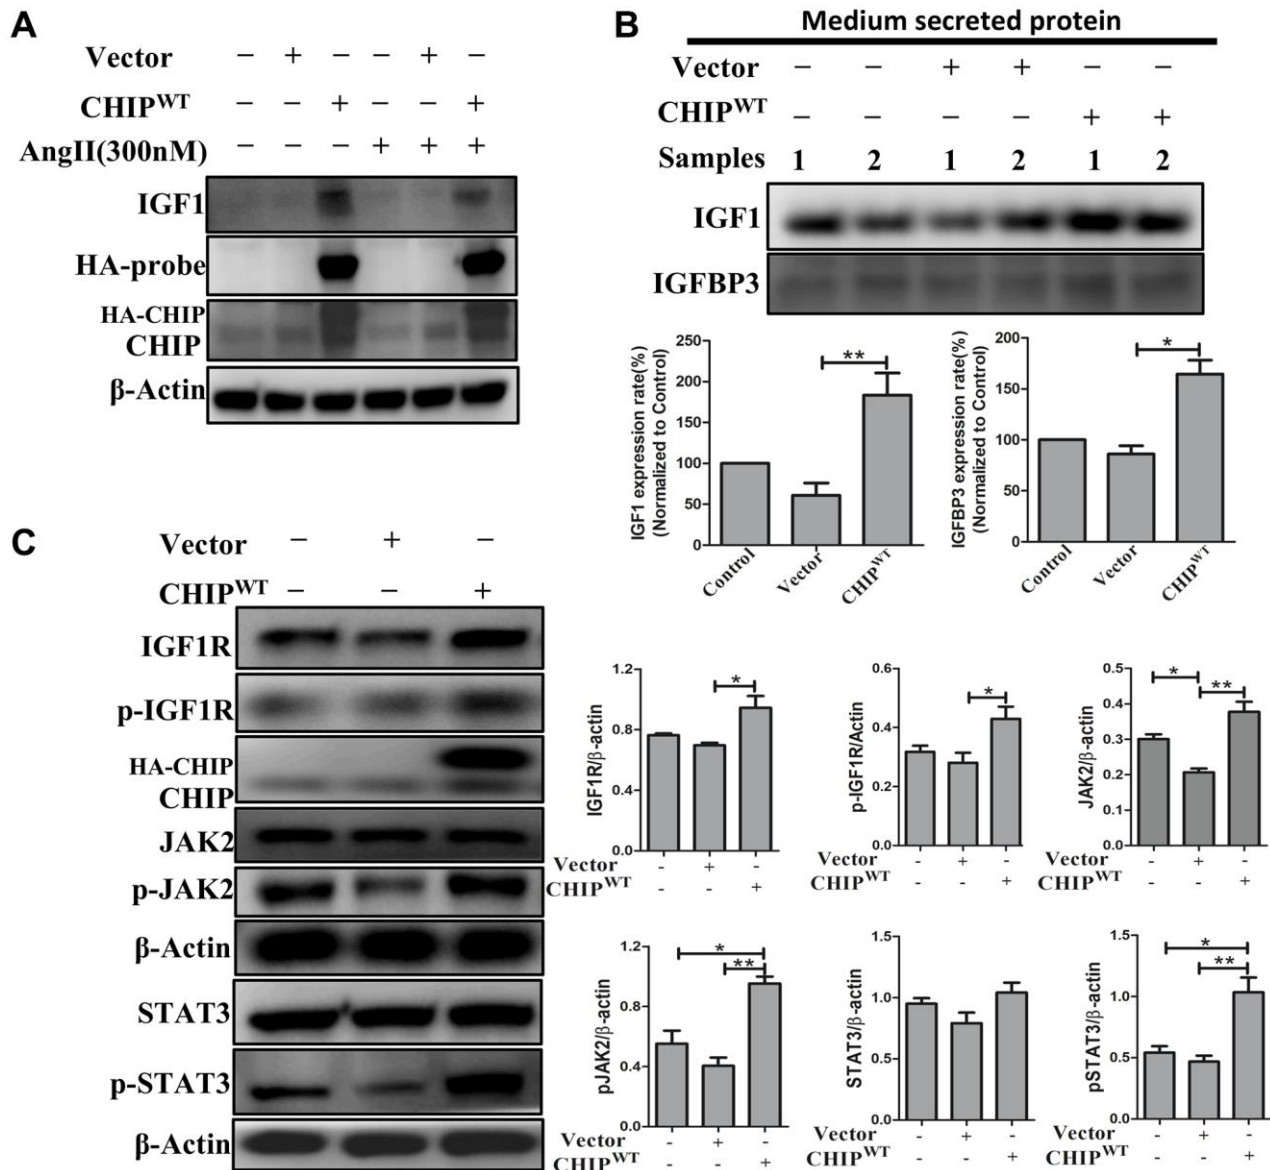 A
Vector − + − − + −
CHIPWT − − + − − +
AngII(300nM) − − − + + +
IGF1
HA-probe
HA-CHIP
CHIP
β-Actin
B
Medium secreted protein
Vector − − + + − −
CHIPWT − − − − + +
Samples 1 2 1 2 1 2
IGF1
IGFBP3
IGF1 expression rate(%)
(Normalized to Control)
250
200
150
100
50
0
**
Control Vector CHIPWT
IGFBP3 expression rate(%)
(Normalized to Control)
200
150
100
50
0
*
Control Vector CHIPWT
C
Vector − + −
CHIPWT − − +
IGF1R
p-IGF1R
HA-CHIP
CHIP
JAK2
p-JAK2
β-Actin
STAT3
p-STAT3
β-Actin
IGF1R/β-actin
1.2
0.8
0.4
0.0
*
Vector - + -
CHIPWT - - +
p-IGF1R/Actin
0.6
0.4
0.2
0.0
*
Vector - + -
CHIPWT - - +
JAK2/β-actin
0.5
0.4
0.3
0.2
0.1
0.0
* **
Vector - + -
CHIPWT - - +
pJAK2/β-actin
1.2
0.8
0.4
0.0
*
**
Vector - + -
CHIPWT - - +
STAT3/β-actin
1.5
1.0
0.5
0.0
Vector - + -
CHIPWT - - +
pSTAT3/β-actin
1.5
1.0
0.5
0.0
*
**
Vector - + -
CHIPWT - - +